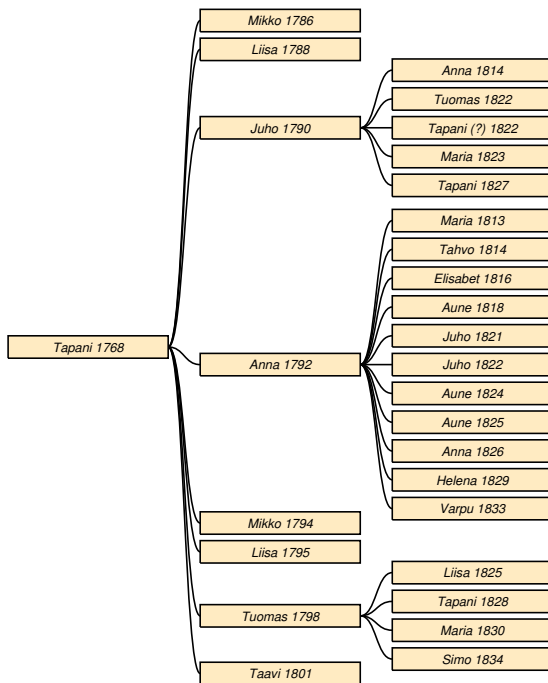 Mikko 1786
Liisa 1788
Anna 1814
Tuomas 1822
Juho 1790
Tapani (?) 1822
Maria 1823
Tapani 1827
Maria 1813
Tahvo 1814
Elisabet 1816
Aune 1818
Juho 1821
Tapani 1768
Anna 1792
Juho 1822
Aune 1824
Aune 1825
Anna 1826
Helena 1829
Varpu 1833
Mikko 1794
Liisa 1795
Liisa 1825
Tapani 1828
Tuomas 1798
Maria 1830
Simo 1834
Taavi 1801